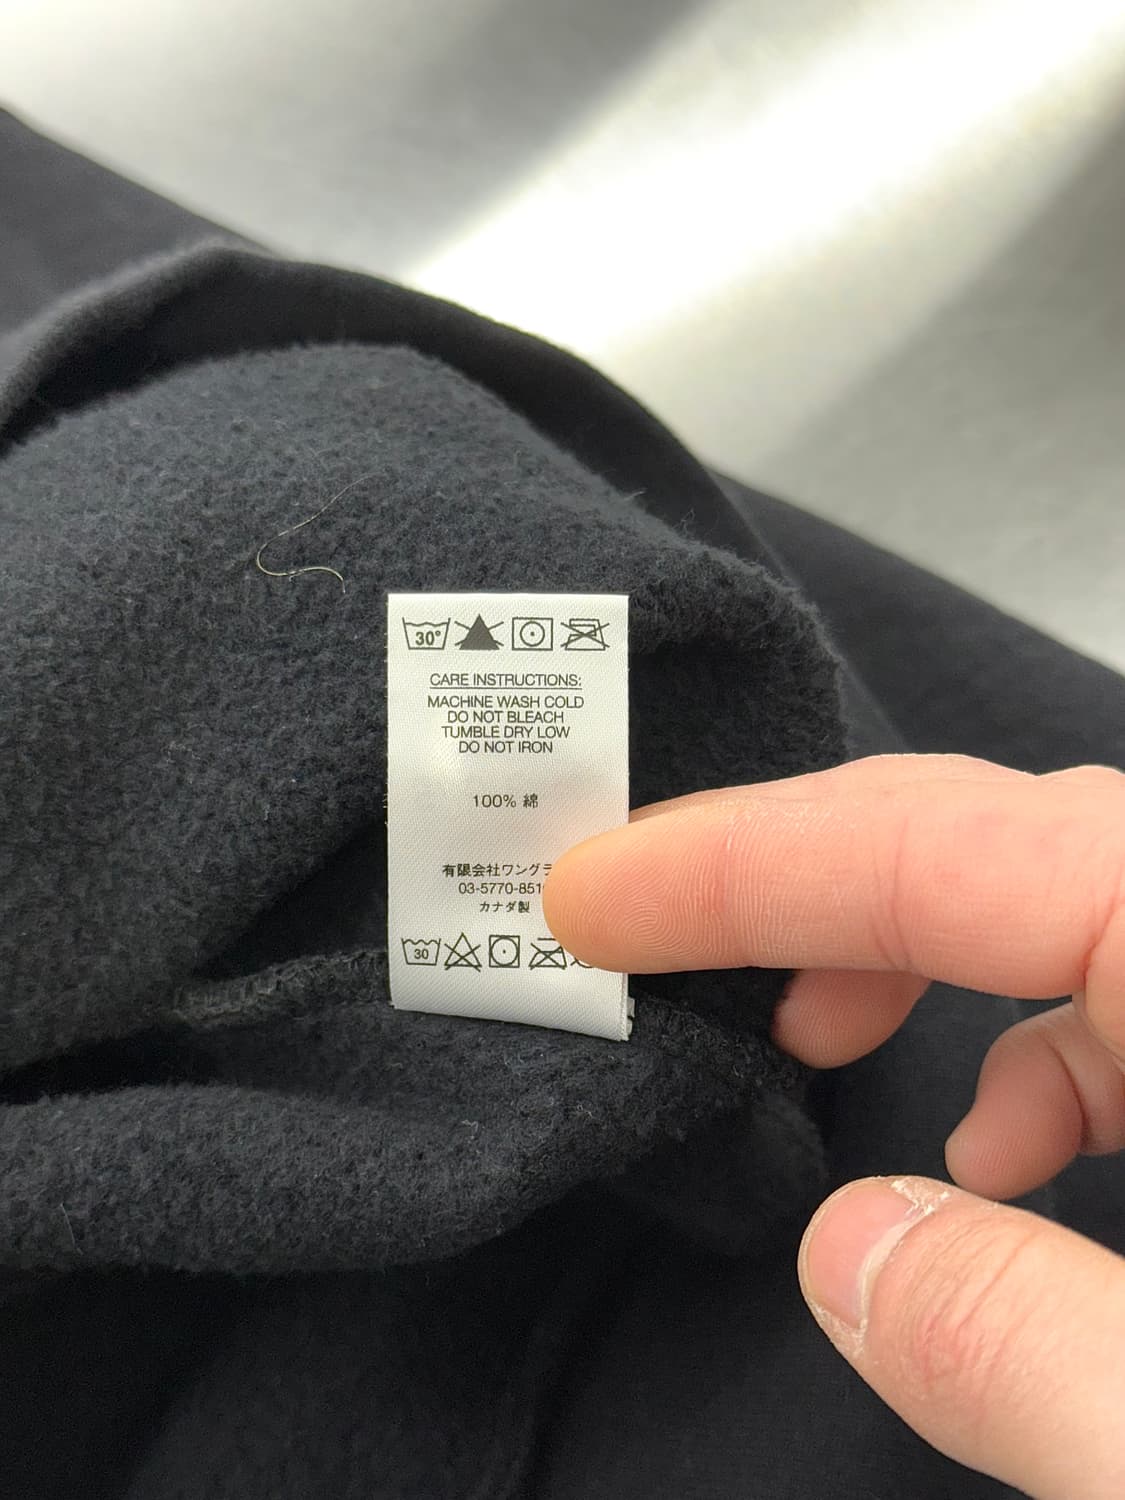 30°
CARE INSTRUCTIONS:
MACHINE WASH COLD
DO NOT BLEACH
TUMBLE DRY LOW
DO NOT IRON
100% 綿
有限会社ワングラ
03-5770-851
カナダ製
30